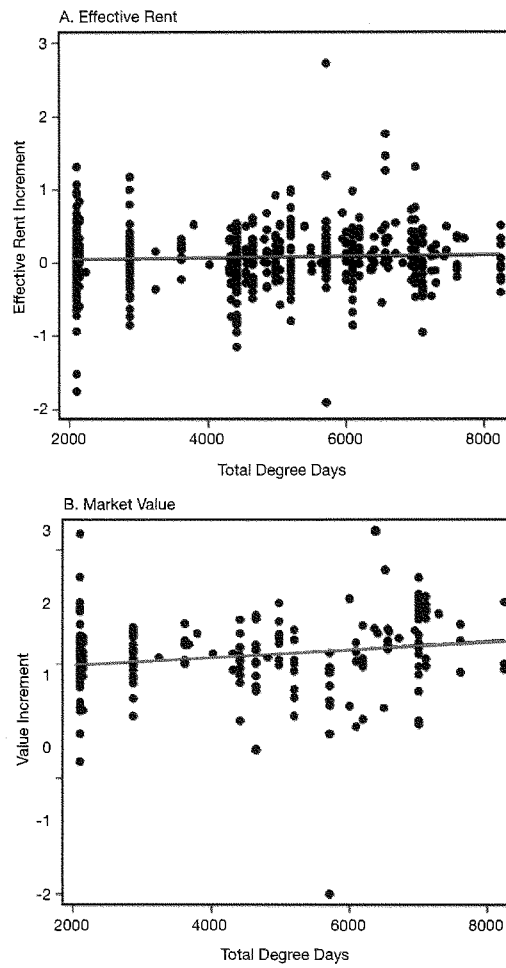 A. Effective Rent
3
2
1
0
-1
-2
Effective Rent Increment
2000 4000 6000 8000
Total Degree Days
B. Market Value
3
2
1
0
-1
-2
Value Increment
2000 4000 6000 8000
Total Degree Days